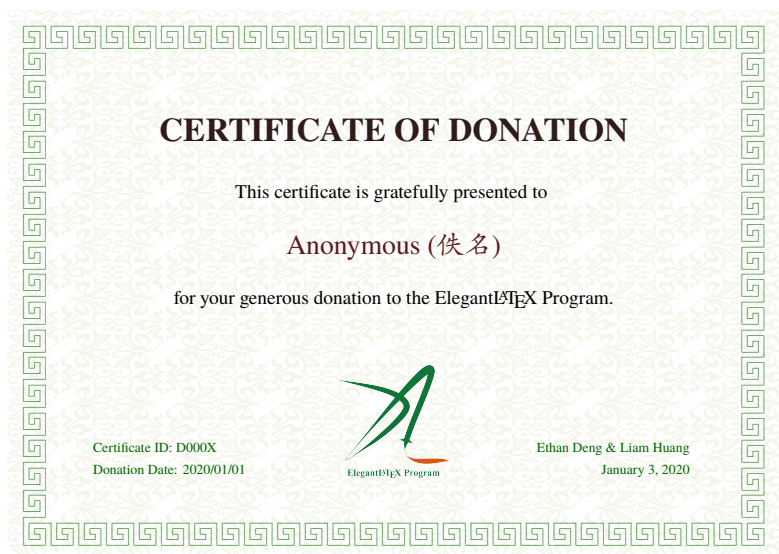 CERTIFICATE OF DONATION
This certificate is gratefully presented to
Anonymous (佚名)
for your generous donation to the ElegantLATEX Program.
ElegantLATEX Program
Certificate ID: D000X
Donation Date: 2020/01/01
Ethan Deng & Liam Huang
January 3, 2020